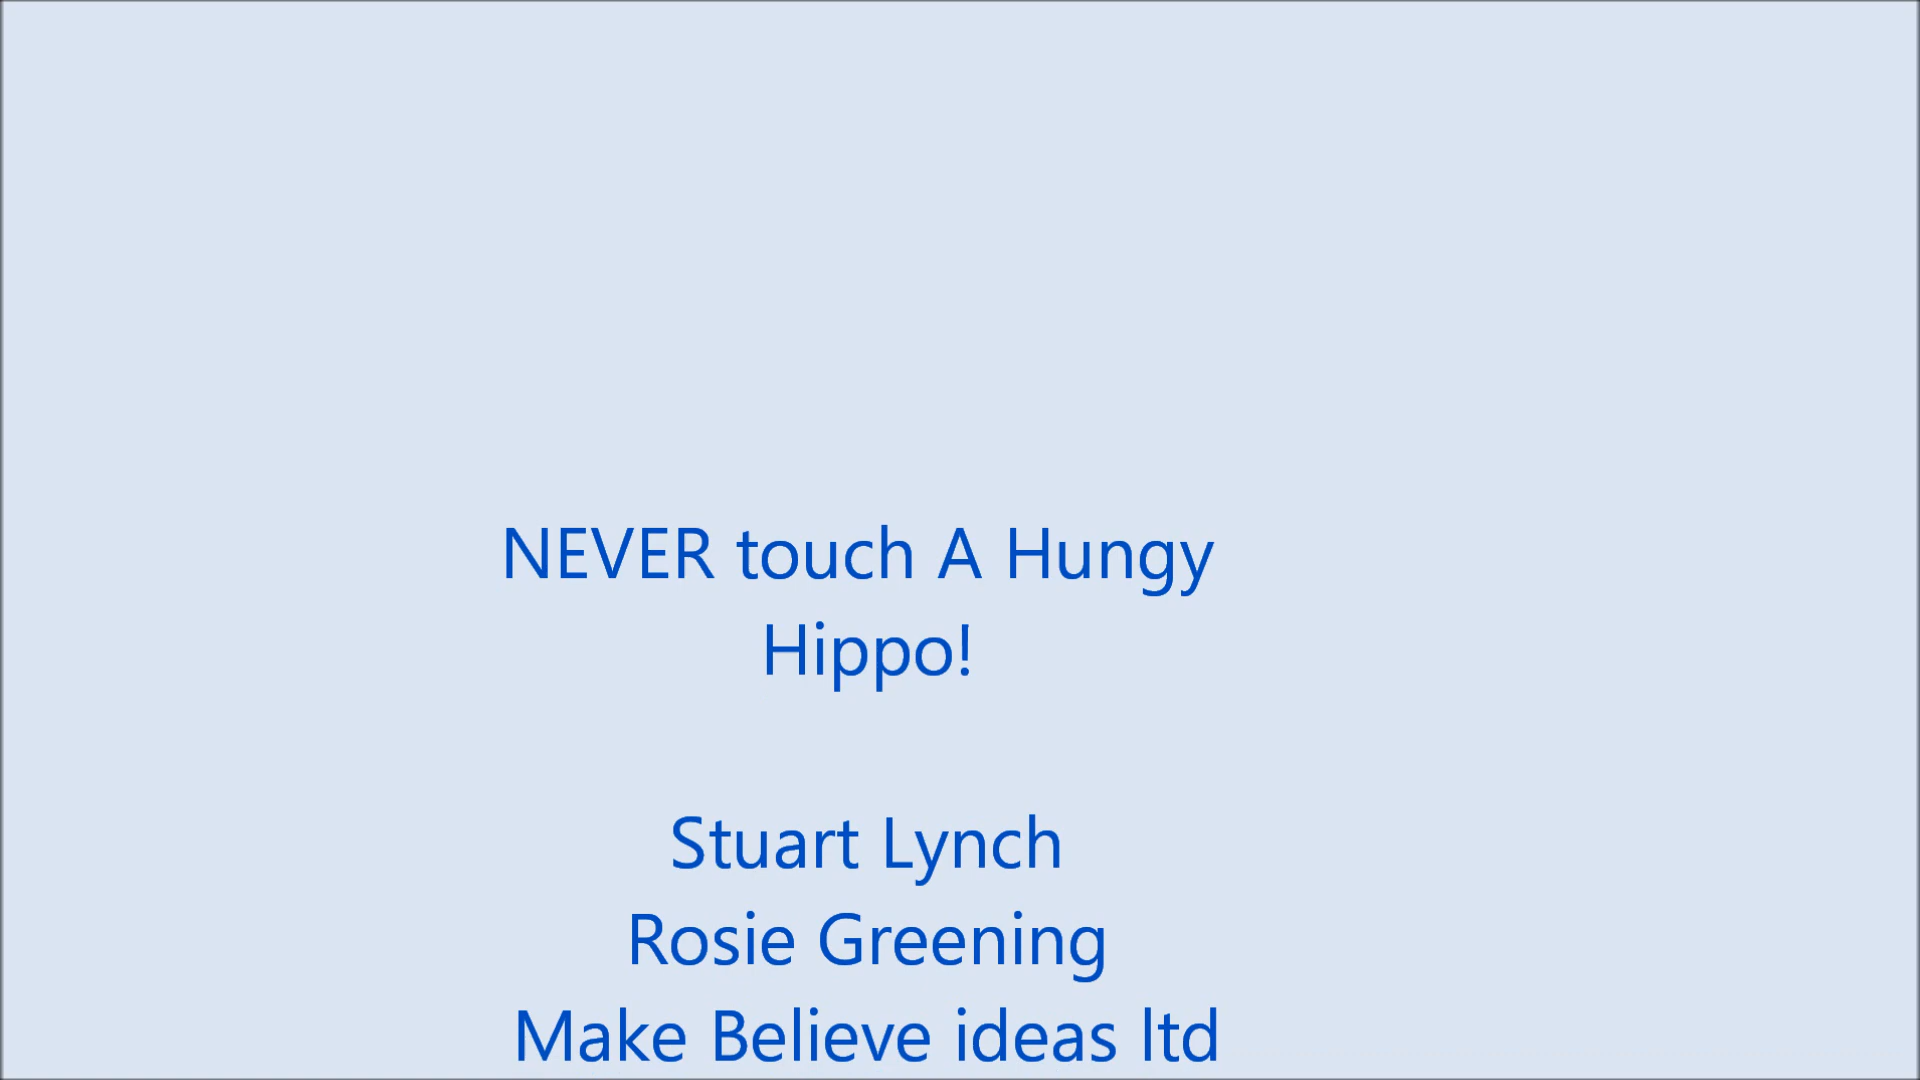 NEVER touch A Hungy
Hippo!
Stuart Lynch
Rosie Greening
Make Believe ideas ltd